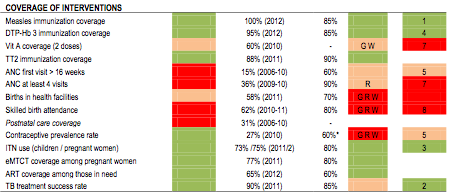 COVERAGE OF INTERVENTIONS
Measles immunization coverage 100% (2012) 85% 1
DTP-Hb 3 immunization coverage 95% (2012) 85% 4
Vit A coverage (2 doses) 60% (2010) - G W 7
TT2 immunization coverage 88% (2011) 90%
ANC first visit > 16 weeks 15% (2006-10) 60% 5
ANC at least 4 visits 36% (2009-10) 90% R 7
Births in health facilities 58% (2011) 70% G R W
Skilled birth attendance 62% (2010-11) 80% G R W 6
Postnatal care coverage 31% (2006-10)
Contraceptive prevalence rate 27% (2010) 60%* G R W 5
ITN use (children / pregnant women) 73% /75% (2011/2) 80% 3
eMTCT coverage among pregnant women 77% (2011) 80%
ART coverage among those in need 65% (2012) 60%
TB treatment success rate 90% (2011) 85% 2